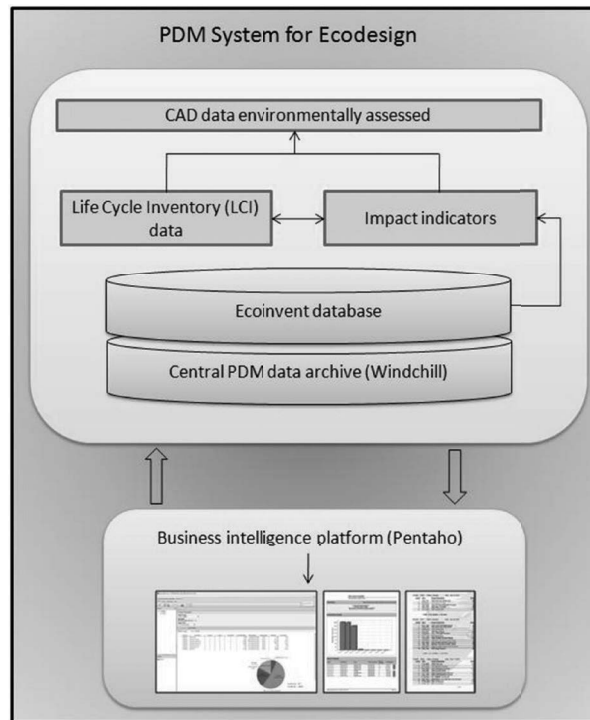 PDM System for Ecodesign
CAD data environmentally assessed
Life Cycle Inventory (LCI)
data
Impact indicators
Ecoinvent database
Central PDM data archive (Windchill)
Business intelligence platform (Pentaho)